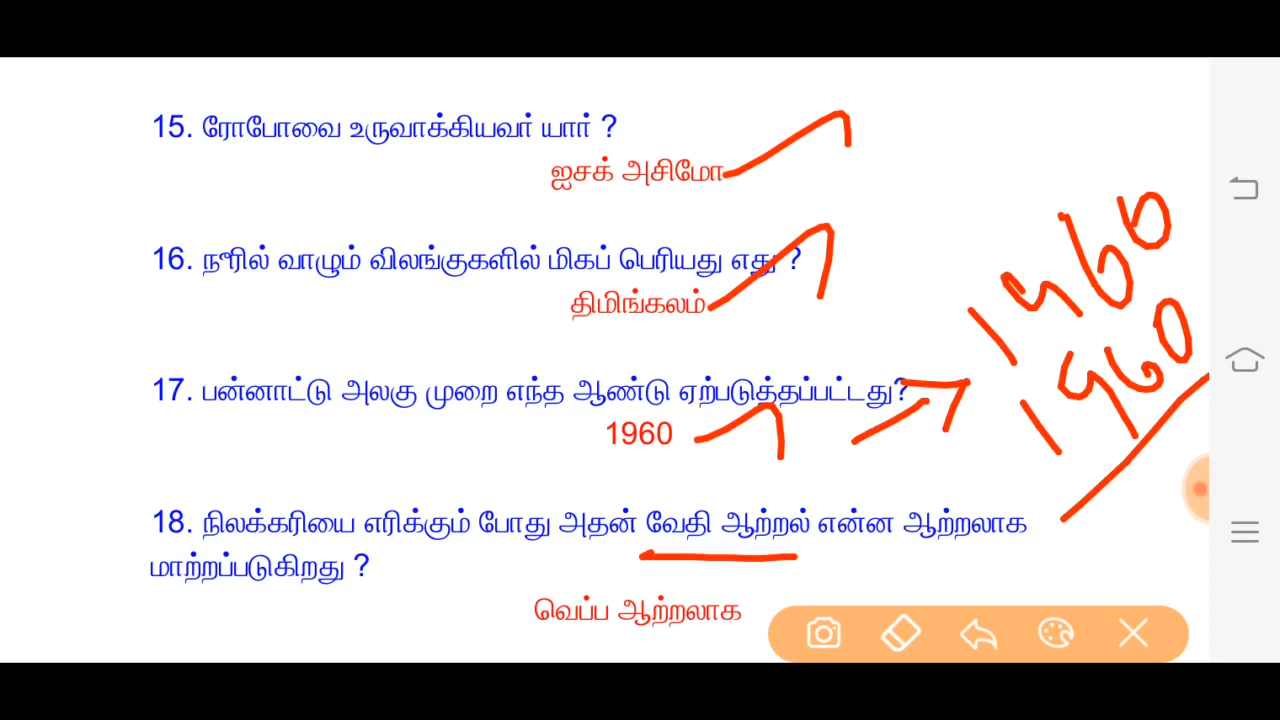 15. ரோபோவை உருவாக்கியவர் யார் ?
ஐசக் அசிமோ
16. நூரில் வாழும் விலங்குகளில் மிகப் பெரியது எது ?
திமிங்கலம்
17. பன்னாட்டு அலகு முறை எந்த ஆண்டு ஏற்படுத்தப்பட்டது?
1960
1960
1960
18. நிலக்கரியை எரிக்கும் போது அதன் வேதி ஆற்றல் என்ன ஆற்றலாக
மாற்றப்படுகிறது ?
வெப்ப ஆற்றலாக